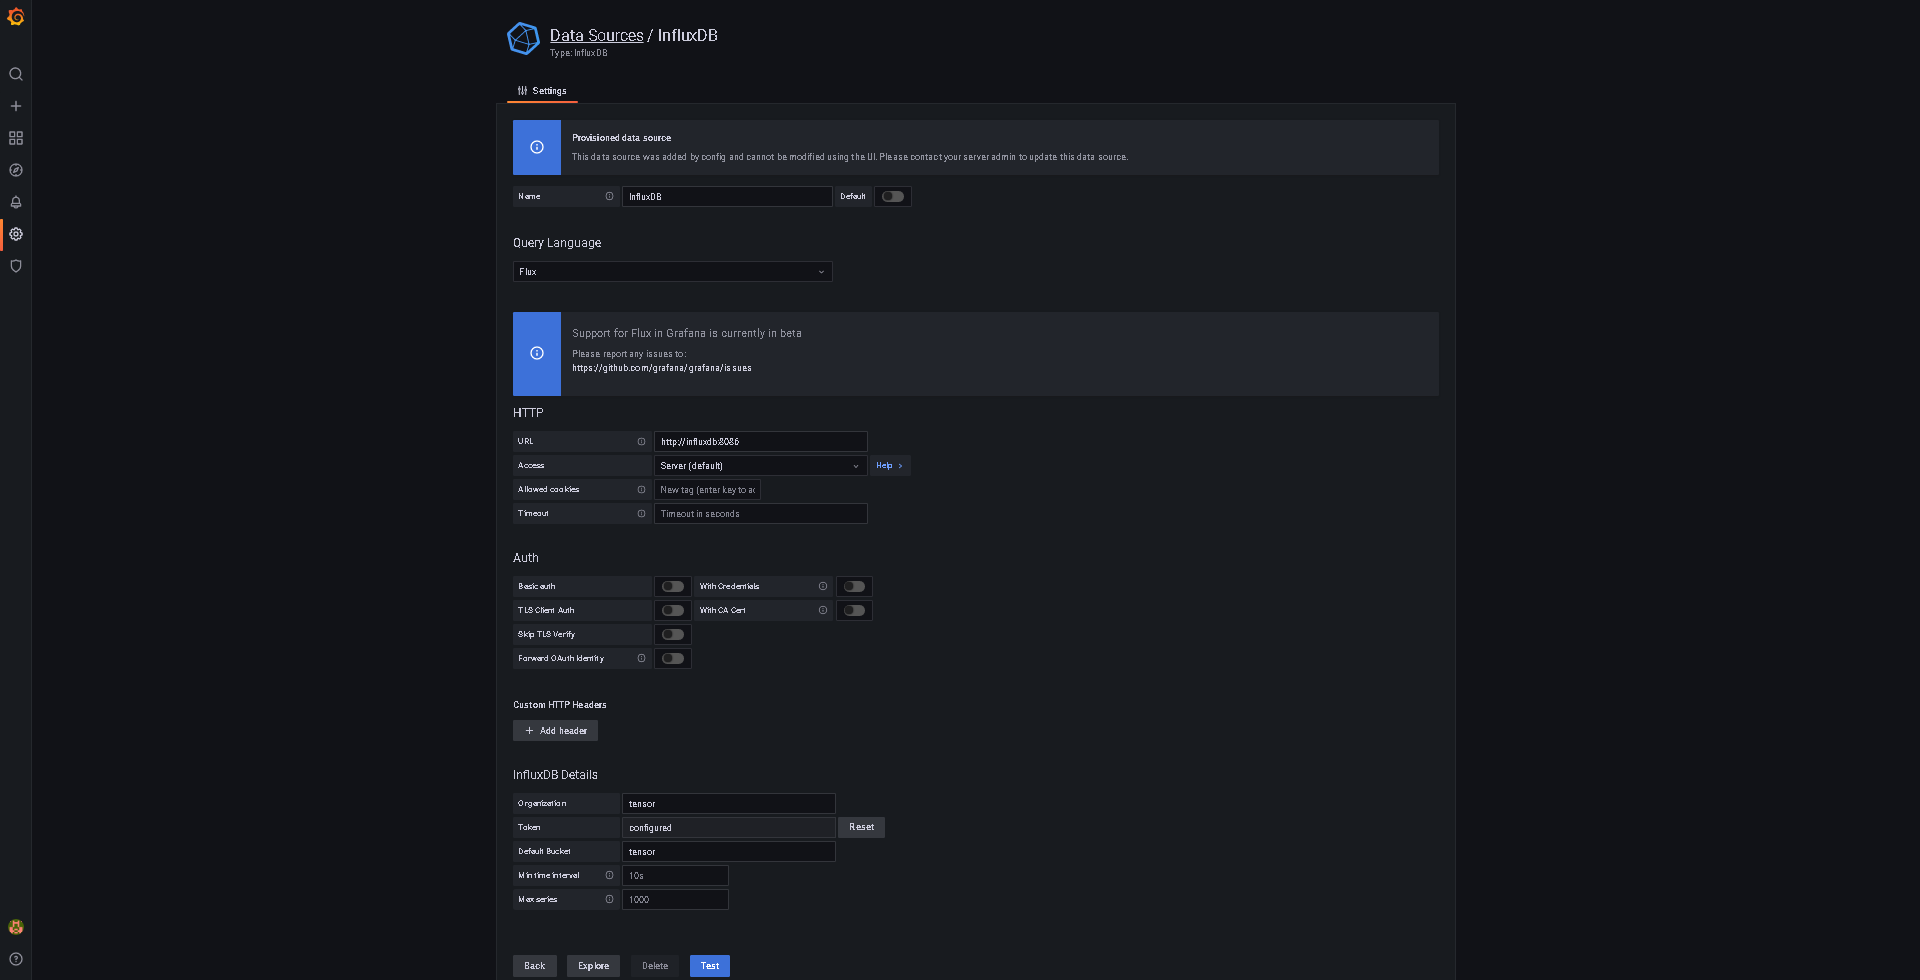 Data Sources / InfluxDB
Type: InfluxDB
Settings
Provisioned data source
This data source was added by config and cannot be modified using the UI. Please contact your server admin to update this data source.
Name InfluxDB Default
Query Language
Flux
Support for Flux in Grafana is currently in beta
Please report any issues to:
https://github.com/grafana/grafana/issues
HTTP
URL http://influxdb:8086
Access Server (default) Help >
Allowed cookies New tag (enter key to ac
Timeout Timeout in seconds
Auth
Basic auth With Credentials
TLS Client Auth With CA Cert
Skip TLS Verify
Forward OAuth Identity
Custom HTTP Headers
+ Add header
InfluxDB Details
Organization tensor
Token configured Reset
Default Bucket tensor
Min time interval 10s
Max series 1000
Back Explore Delete Test